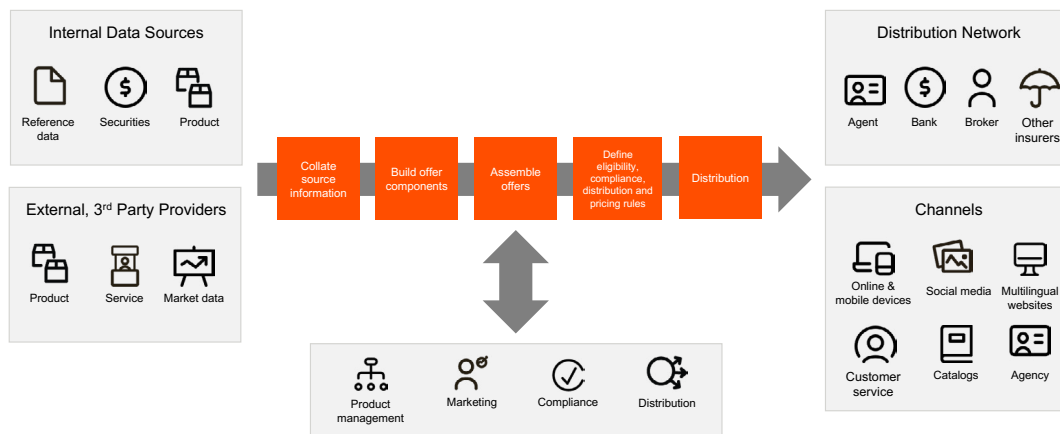 Internal Data Sources
Reference
data
Securities
Product
External, 3rd Party Providers
Product
Service
Market data
Collate
source
information
Build offer
components
Assemble
offers
Define
eligibility,
compliance,
distribution and
pricing rules
Distribution
Product
management
Marketing
Compliance
Distribution
Distribution Network
Agent
Bank
Broker
Other
insurers
Channels
Online &
mobile devices
Social media
Multilingual
websites
Customer
service
Catalogs
Agency